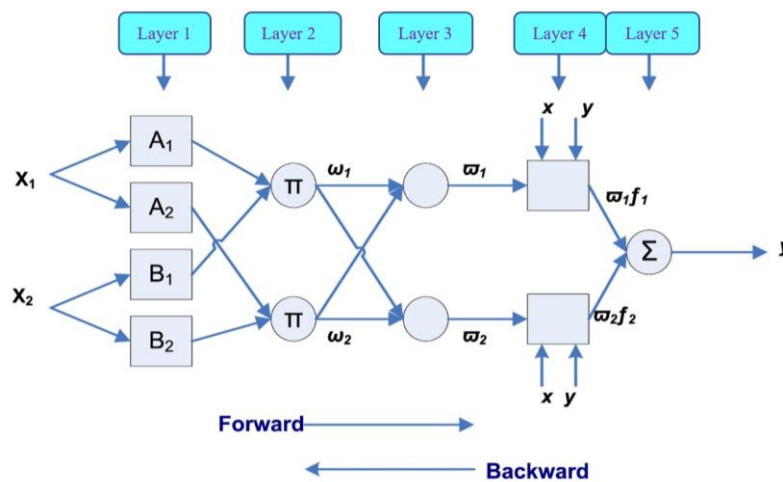 Layer 1 Layer 2 Layer 3 Layer 4 Layer 5
x y
A₁
X₁ π ω₁ ϖ₁ ϖ₁f₁
A₂
Σ
B₁
X₂ π ω₂ ϖ₂ ϖ₂f₂
B₂
x y
Forward
Backward